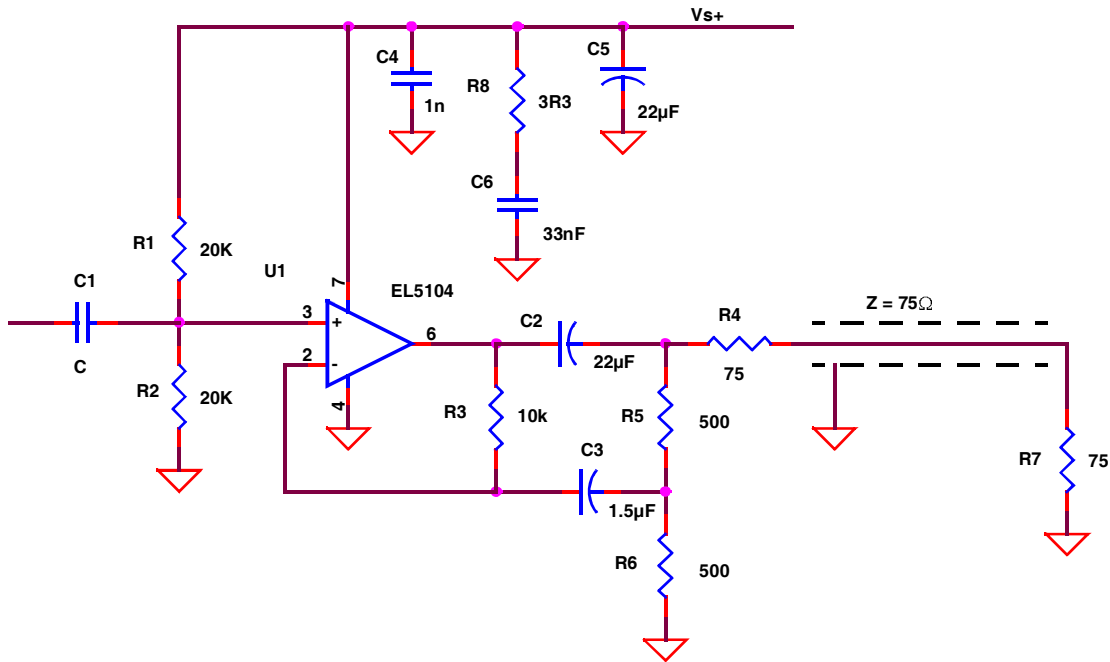 Vs+
C4
1n
R8
3R3
C5
22µF
C6
33nF
R1
20K
U1
7
EL5104
C1
C
3
+
2
-
4
6
R2
20K
C2
22µF
R4
75
Z = 75Ω
R3
10k
R5
500
C3
1.5µF
R6
500
R7
75